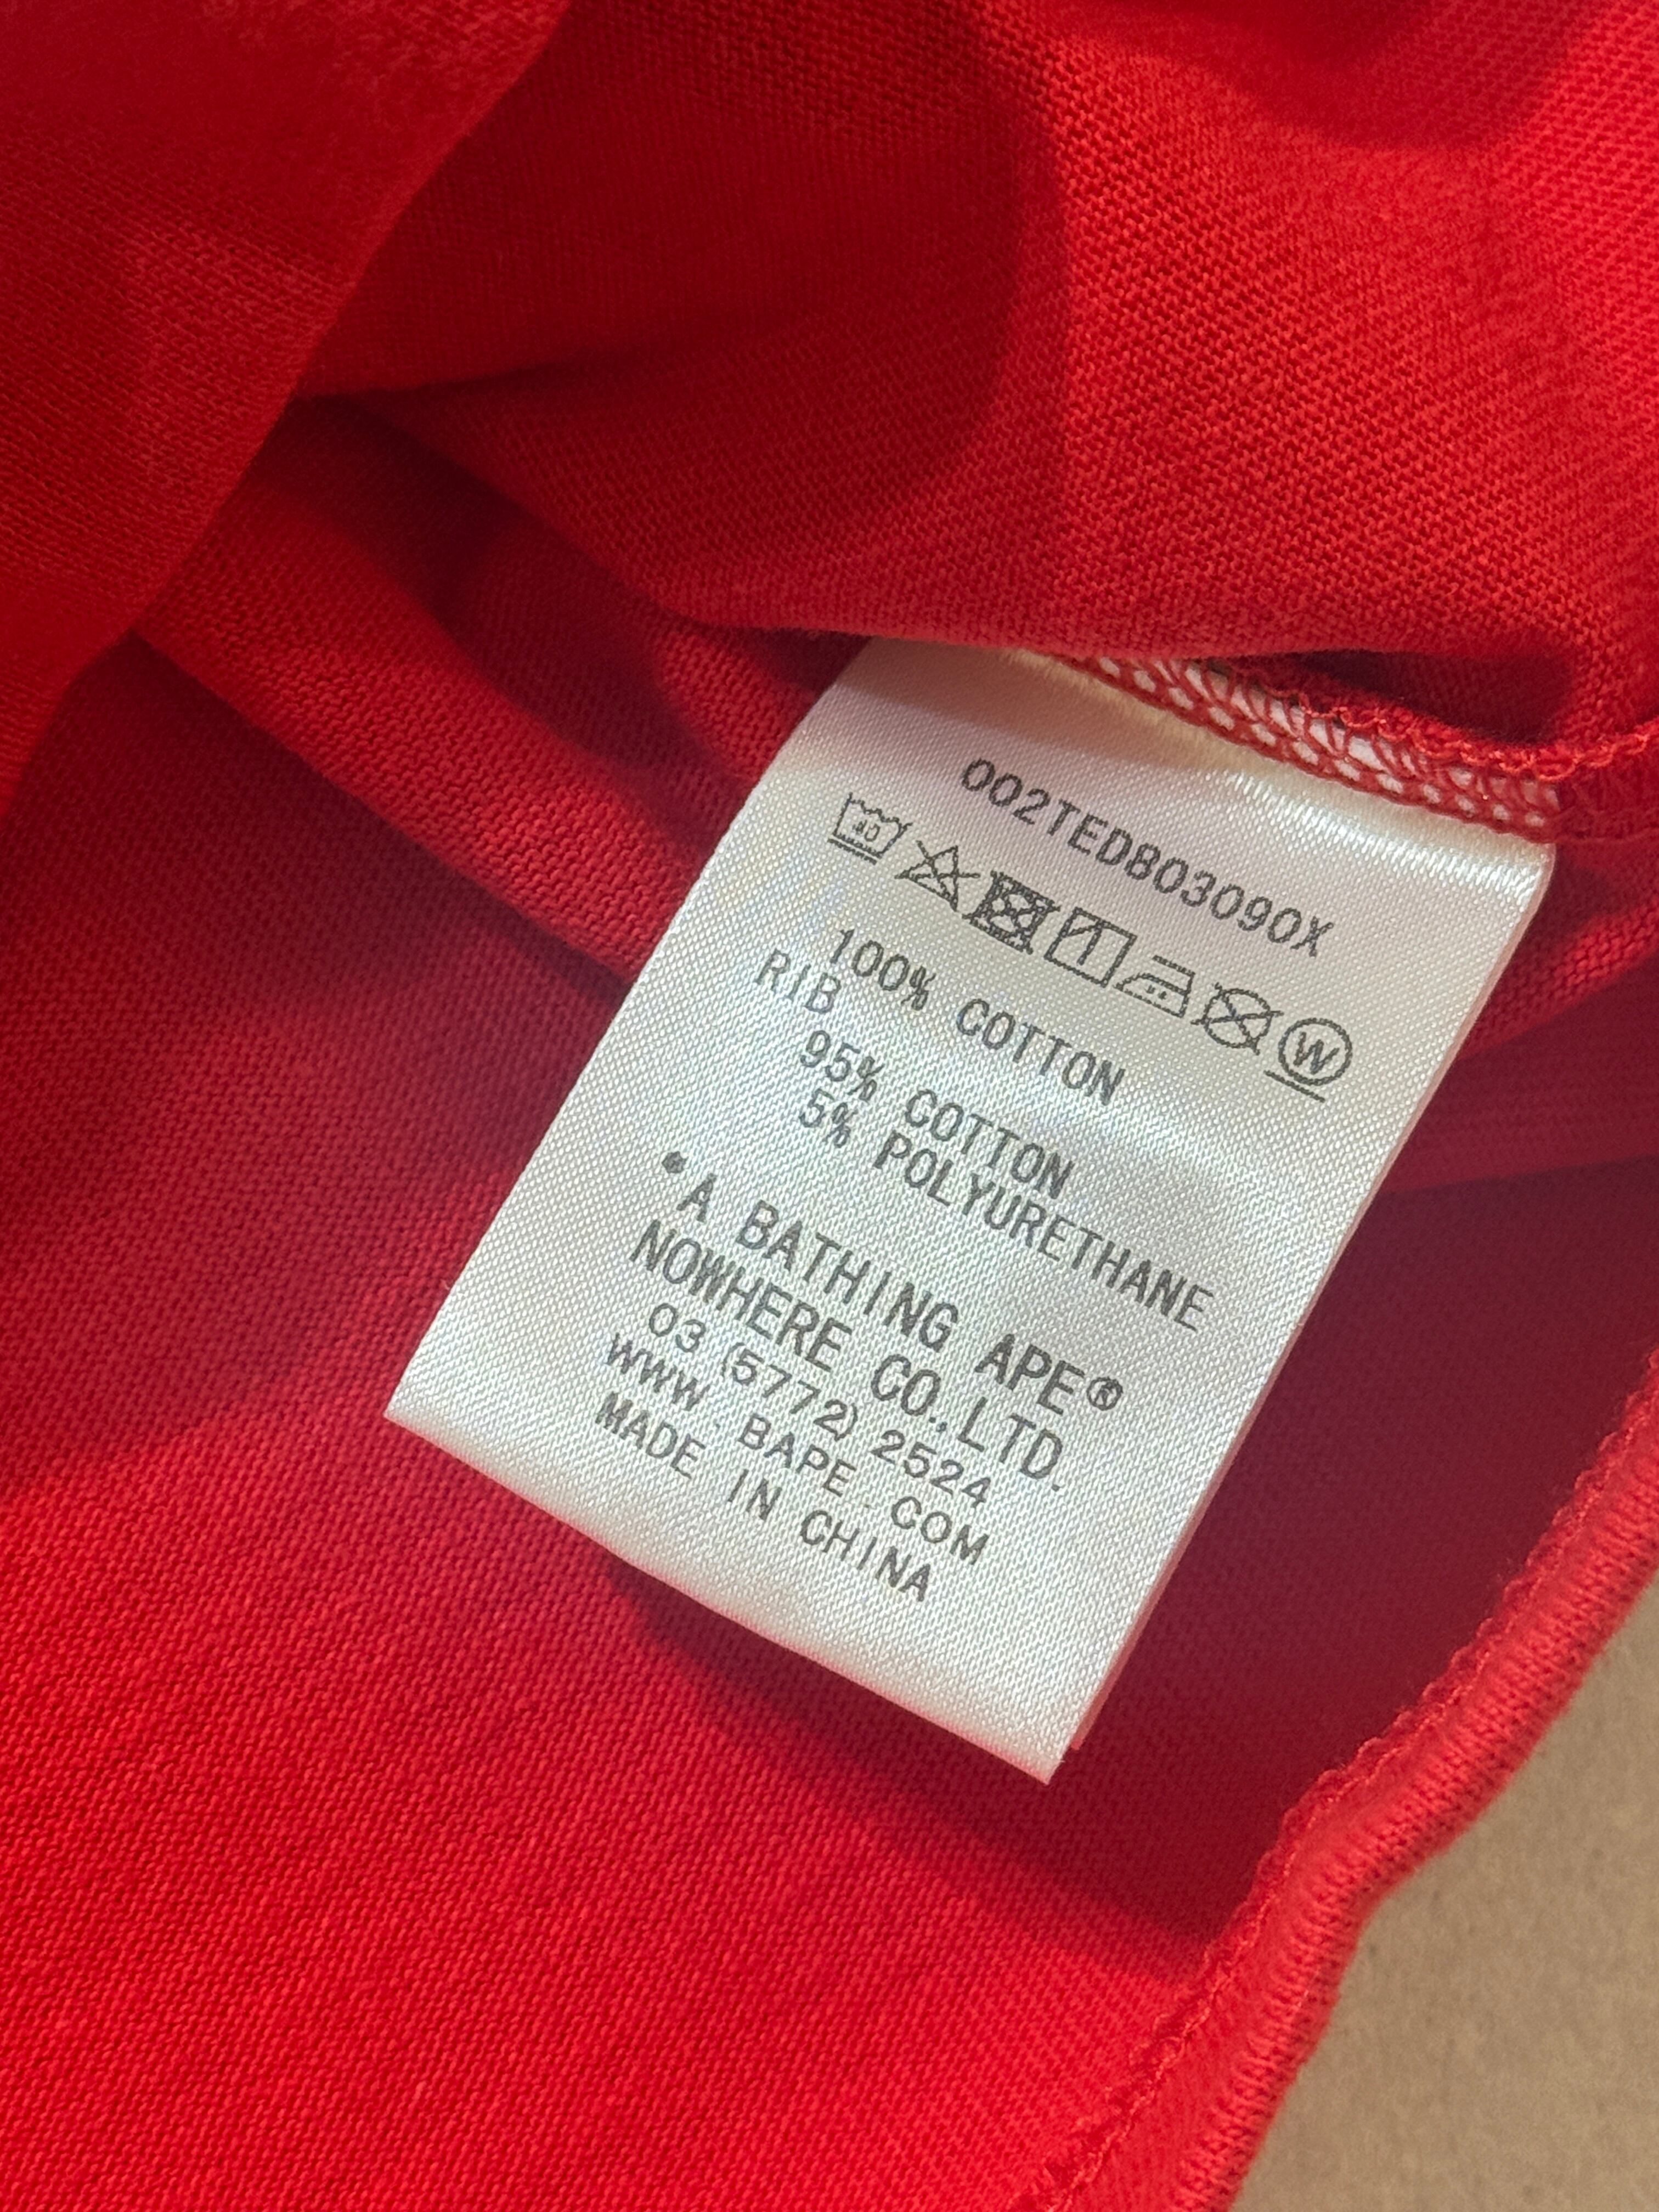 002TED803090X
40
W
100% COTTON
RIB
95% COTTON
5% POLYURETHANE
•A BATHING APE®
NOWHERE CO.,LTD.
03 (5772) 2524
WWW.BAPE.COM
MADE IN CHINA